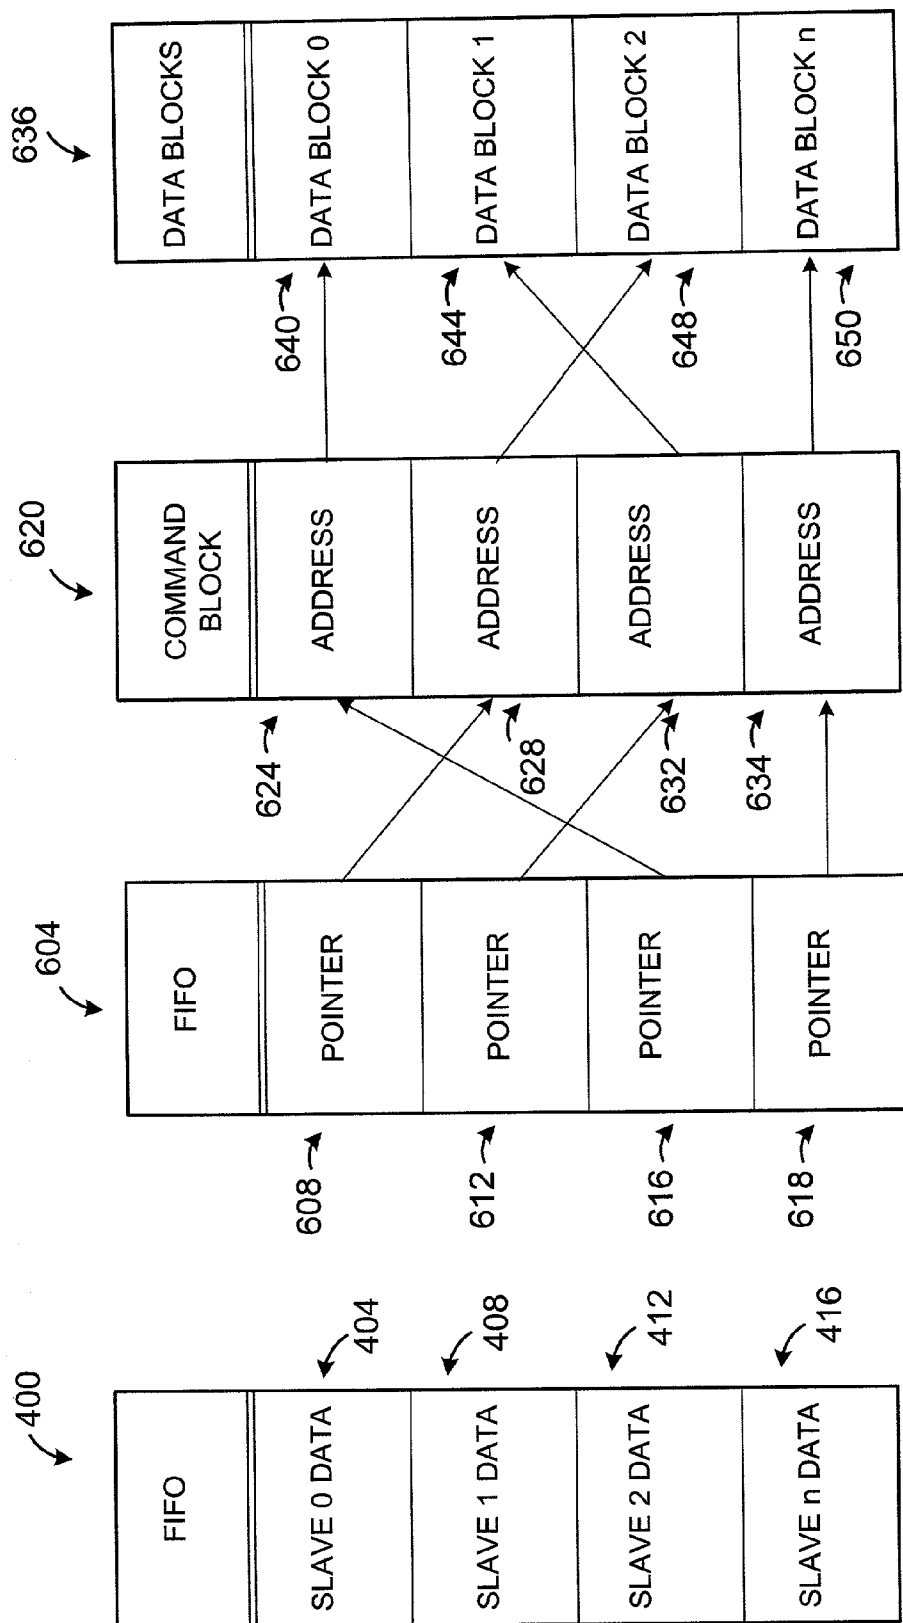 400
FIFO
SLAVE 0 DATA
404
SLAVE 1 DATA
408
SLAVE 2 DATA
412
SLAVE n DATA
416
604
FIFO
608
POINTER
612
POINTER
616
POINTER
618
POINTER
620
COMMAND
BLOCK
624
ADDRESS
628
ADDRESS
632
ADDRESS
634
ADDRESS
636
DATA BLOCKS
640
DATA BLOCK 0
644
DATA BLOCK 1
648
DATA BLOCK 2
650
DATA BLOCK n